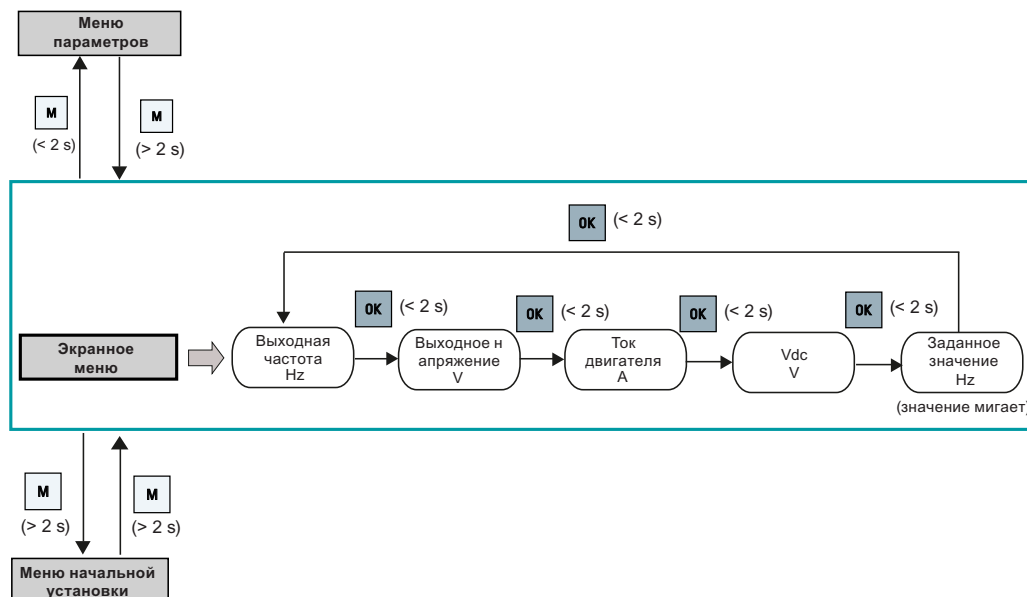 Меню
параметров
M
(< 2 s)
M
(> 2 s)
OK (< 2 s)
OK (< 2 s)
OK (< 2 s)
OK (< 2 s)
OK (< 2 s)
Экранное
меню
Выходная
частота
Hz
Выходное н
апряжение
V
Ток
двигателя
A
Vdc
V
Заданное
значение
Hz
(значение мигает)
M
(> 2 s)
M
(> 2 s)
Меню начальной
установки